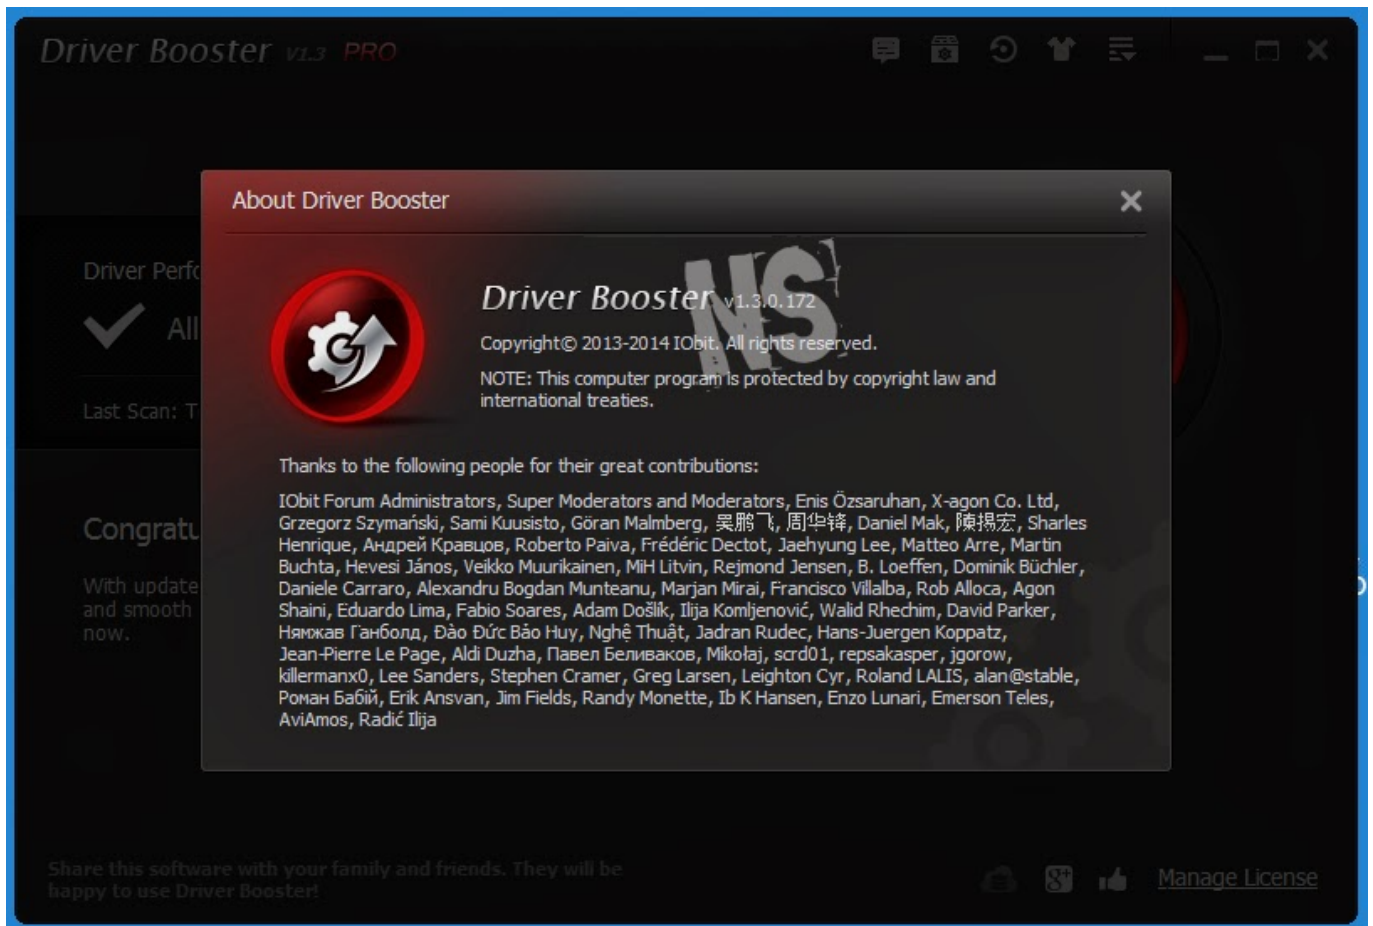 Driver Booster V1.3 PRO
About Driver Booster
NS
Driver Booster v1.3.0.172
Copyright© 2013-2014 IObit. All rights reserved.
NOTE: This computer program is protected by copyright law and
international treaties.
Driver Perfo
All
Last Scan: T
Thanks to the following people for their great contributions:
IObit Forum Administrators, Super Moderators and Moderators, Enis Özsaruhan, X-agon Co. Ltd,
Grzegorz Szymański, Sami Kuusisto, Göran Malmberg, 吴鹏飞, 周华锋, Daniel Mak, 陳揚宏, Sharles
Henrique, Андрей Кравцов, Roberto Paiva, Frédéric Dectot, Jaehyung Lee, Matteo Arre, Martin
Buchta, Hevesi János, Veikko Muurikainen, MiH Litvin, Rejmond Jensen, B. Loeffen, Dominik Büchler,
Daniele Carraro, Alexandru Bogdan Munteanu, Marjan Mirai, Francisco Villalba, Rob Alloca, Agon
Shaini, Eduardo Lima, Fabio Soares, Adam Došlík, Ilija Komljenović, Walid Rhechim, David Parker,
Нямжав Ганболд, Đào Đức Bảo Huy, Nghệ Thuật, Jadran Rudec, Hans-Juergen Koppatz,
Jean-Pierre Le Page, Aldi Duzha, Павел Беливаков, Mikołaj, scrd01, repsakasper, jgorow,
killermanx0, Lee Sanders, Stephen Cramer, Greg Larsen, Leighton Cyr, Roland LALIS, alan@stable,
Роман Бабій, Erik Ansvan, Jim Fields, Randy Monette, Ib K Hansen, Enzo Lunari, Emerson Teles,
AviAmos, Radić Ilija
Congratu
With update
and smooth
now.
Share this software with your family and friends. They will be
happy to use Driver Booster!
g+
Manage License